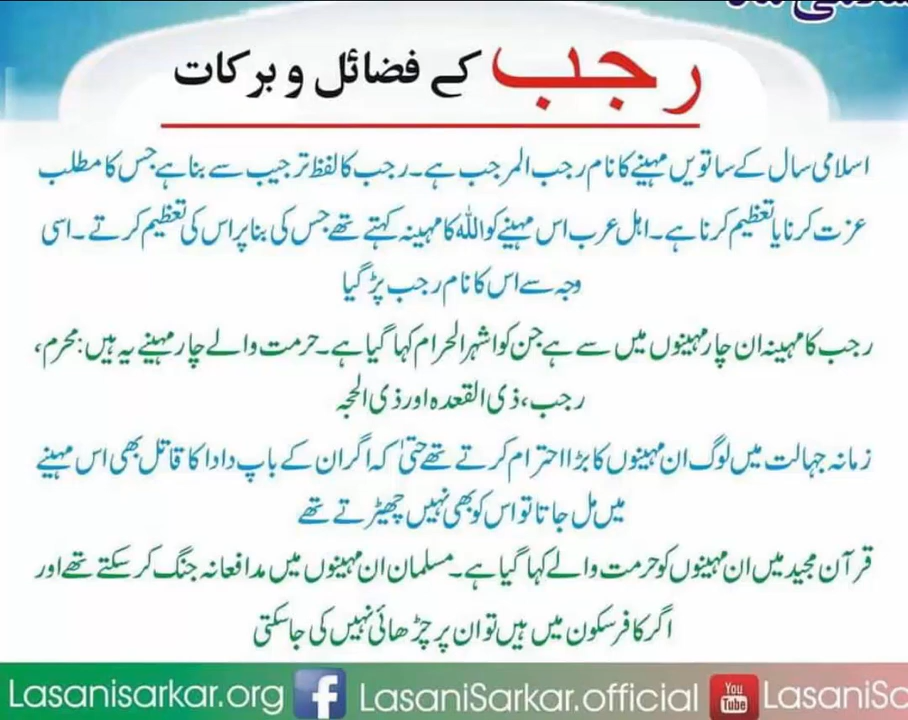 رجب کے فضائل و برکات
اسلامی سال کے ساتویں مہینے کا نام رجب المرجب ہے۔ رجب کا لفظ ترجیب سے بنا ہے جس کا مطلب
عزت کرنا یا تعظیم کرنا ہے۔ اہل عرب اس مہینے کو اللہ کا مہینہ کہتے تھے جس کی بنا پر اس کی تعظیم کرتے۔ اسی
وجہ سے اس کا نام رجب پڑ گیا
رجب کا مہینہ ان چار مہینوں میں سے ہے جن کو اشہر الحرام کہا گیا ہے۔ حرمت والے چار مہینے یہ ہیں: محرم،
رجب، ذی القعدہ اور ذی الحجہ
زمانہ جہالت میں لوگ ان مہینوں کا بڑا احترام کرتے تھے حتیٰ کہ اگر ان کے باپ دادا کا قاتل بھی اس مہینے
میں مل جاتا تو اس کو بھی نہیں چھیڑتے تھے
قرآن مجید میں ان مہینوں کو حرمت والے کہا گیا ہے۔ مسلمان ان مہینوں میں مدافعانہ جنگ کر سکتے تھے اور
اگر کافر سکون میں ہیں تو ان پر چڑھائی نہیں کی جا سکتی
Lasanisarkar.org f LasaniSarkar.official You Tube LasaniSa